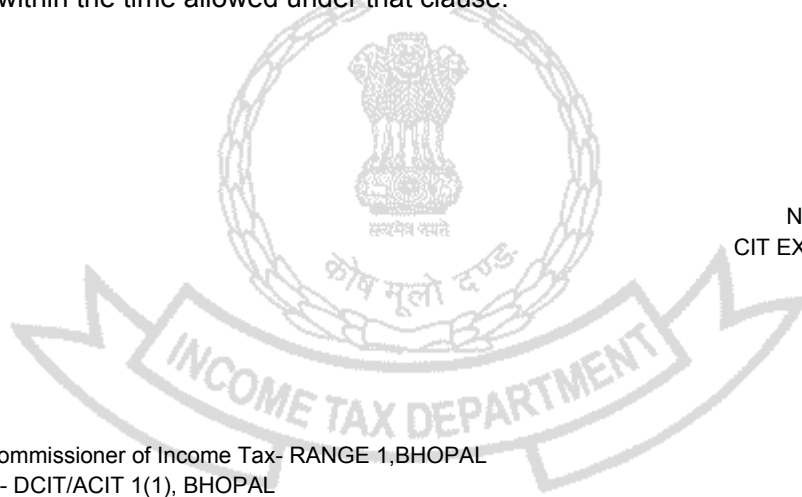 within the time allowed under that clause.
सत्यमेव जयते
N
CIT EX
कोष मूलो दण्ड:
INCOME TAX DEPARTMENT
ommissioner of Income Tax- RANGE 1,BHOPAL
- DCIT/ACIT 1(1), BHOPAL